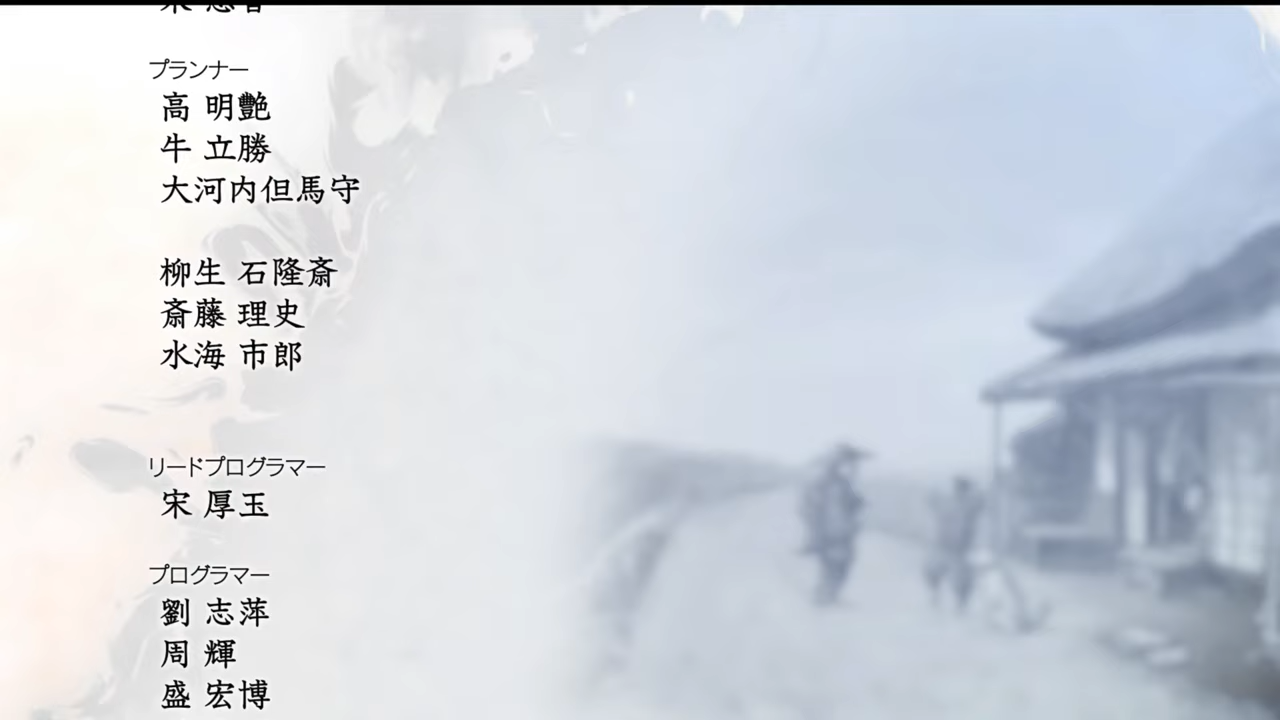 プランナー
高 明艶
牛 立勝
大河内但馬守
柳生 石隆斎
斎藤 理史
水海 市郎
リードプログラマー
宋 厚玉
プログラマー
劉 志萍
周 輝
盛 宏博